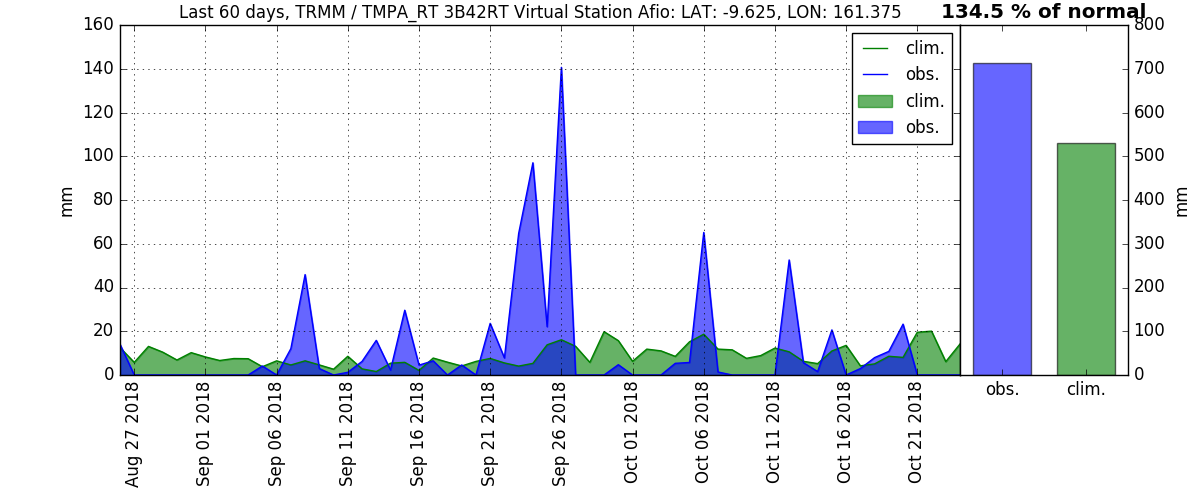 Last 60 days, TRMM / TMPA_RT 3B42RT Virtual Station Afio: LAT: -9.625, LON: 161.375
134.5 % of normal
160
140
120
100
80
60
40
20
0
mm
clim.
obs.
clim.
obs.
Aug 27 2018
Sep 01 2018
Sep 06 2018
Sep 11 2018
Sep 16 2018
Sep 21 2018
Sep 26 2018
Oct 01 2018
Oct 06 2018
Oct 11 2018
Oct 16 2018
Oct 21 2018
800
700
600
500
400
300
200
100
0
mm
obs.
clim.